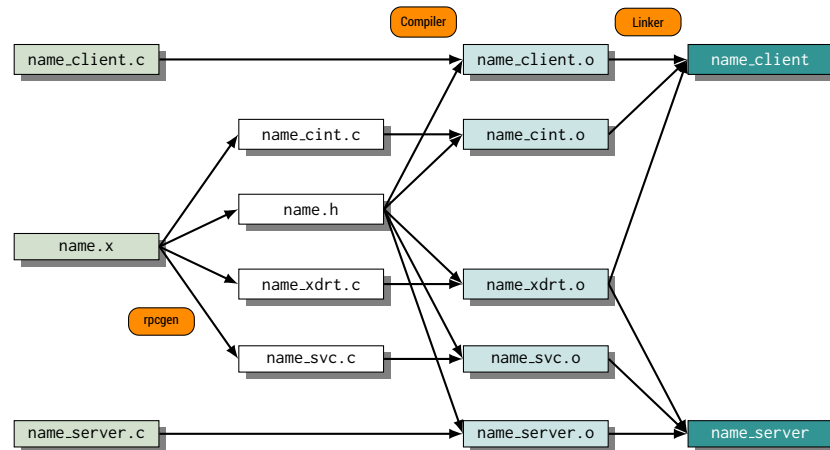 Compiler
Linker
name_client.c
name_client.o
name_client
name_cint.c
name_cint.o
name.h
name.x
name_xdrt.c
name_xdrt.o
rpcgen
name_svc.c
name_svc.o
name_server.c
name_server.o
name_server